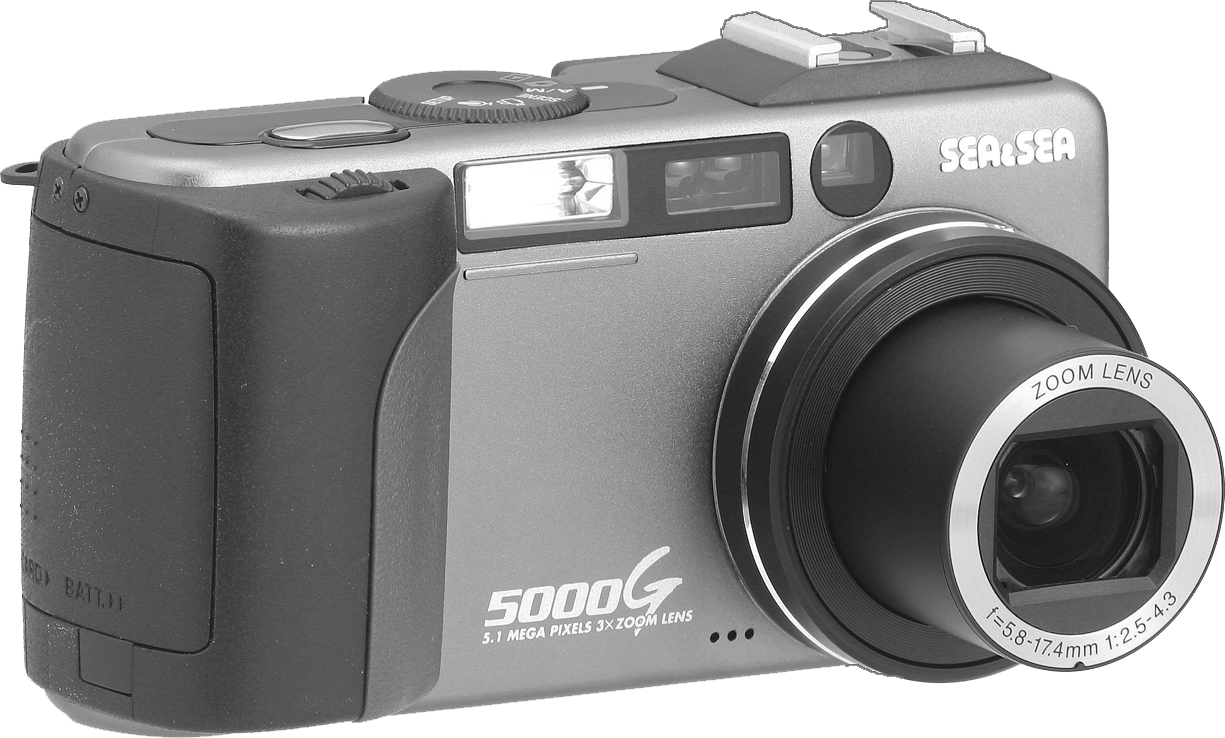 A/M
SCENE
SEA&SEA
ZOOM LENS
f=5.8-17.4mm 1:2.5-4.3
5000G
5.1 MEGA PIXELS 3×ZOOM LENS
BATT.